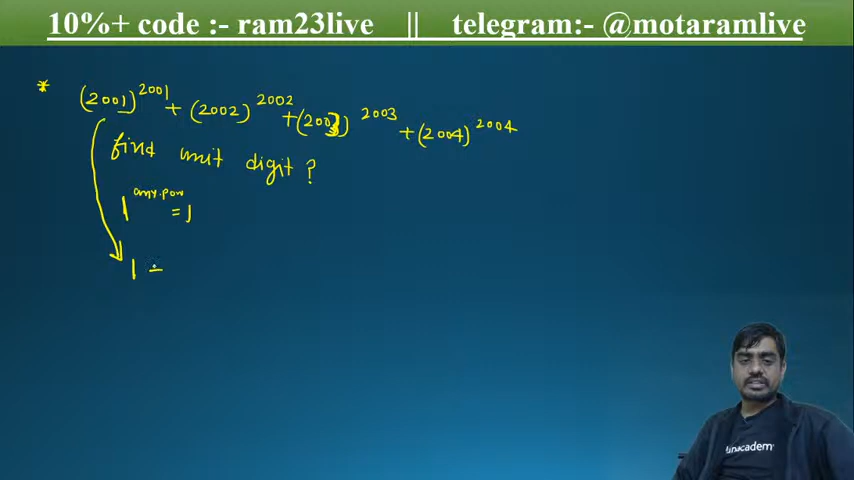 10%+ code :- ram23live || telegram:- @motaramlive
* (2001)^2001 + (2002)^2002 + (2003)^2003 + (2004)^2004
find unit digit ?
1^any.pow = 1
1 =
unacademy